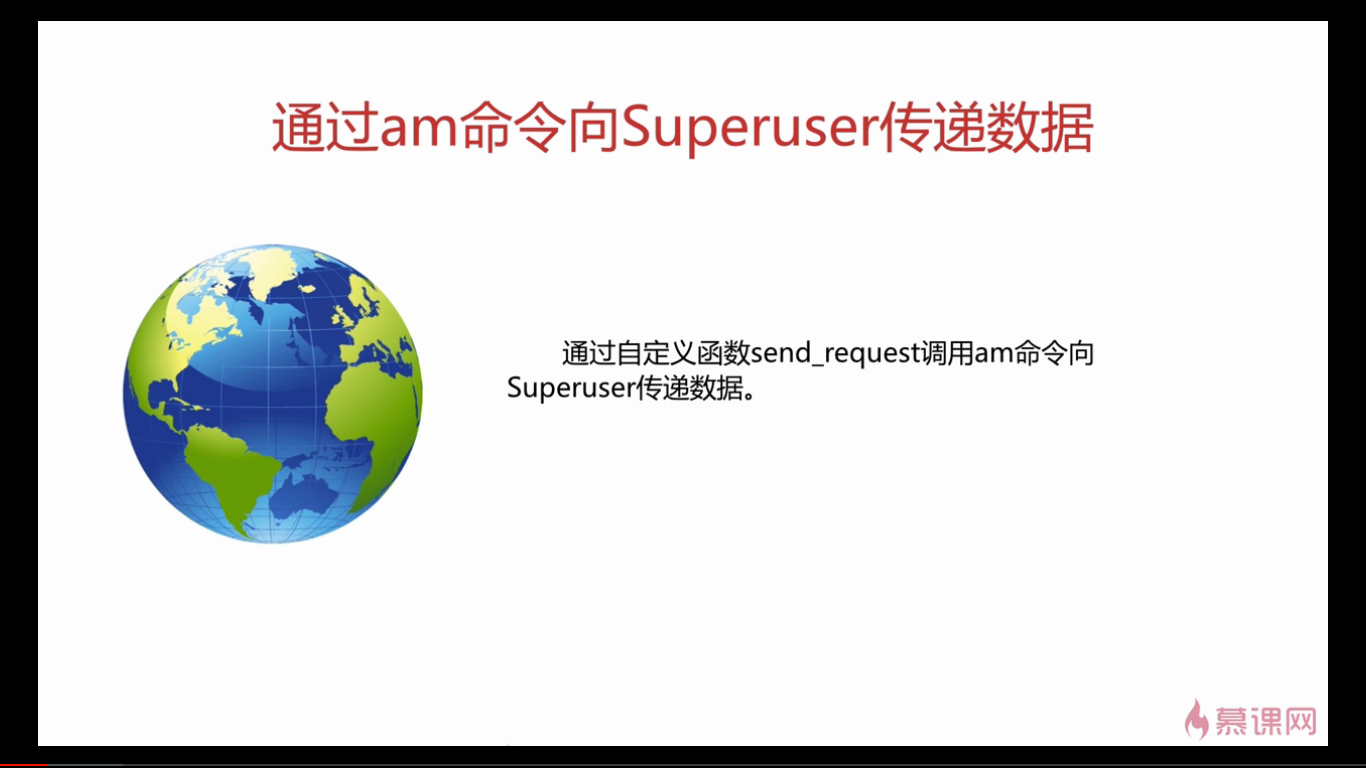 通过am命令向Superuser传递数据
通过自定义函数send_request调用am命令向
Superuser传递数据。
慕课网